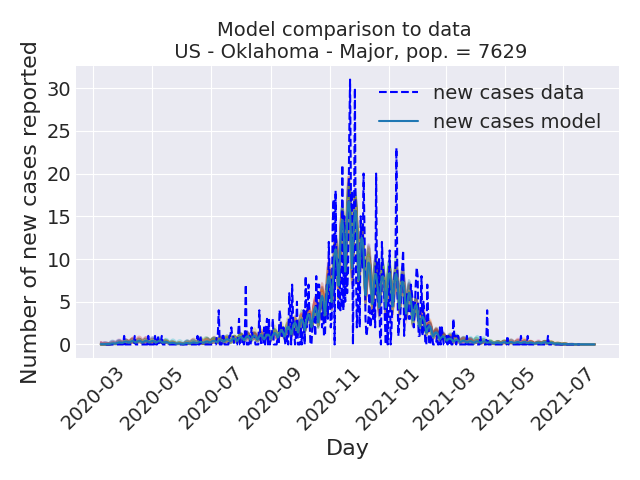 Model comparison to data
US - Oklahoma - Major, pop. = 7629
Number of new cases reported
30
25
20
15
10
5
0
new cases data
new cases model
2020-03
2020-05
2020-07
2020-09
2020-11
2021-01
2021-03
2021-05
2021-07
Day